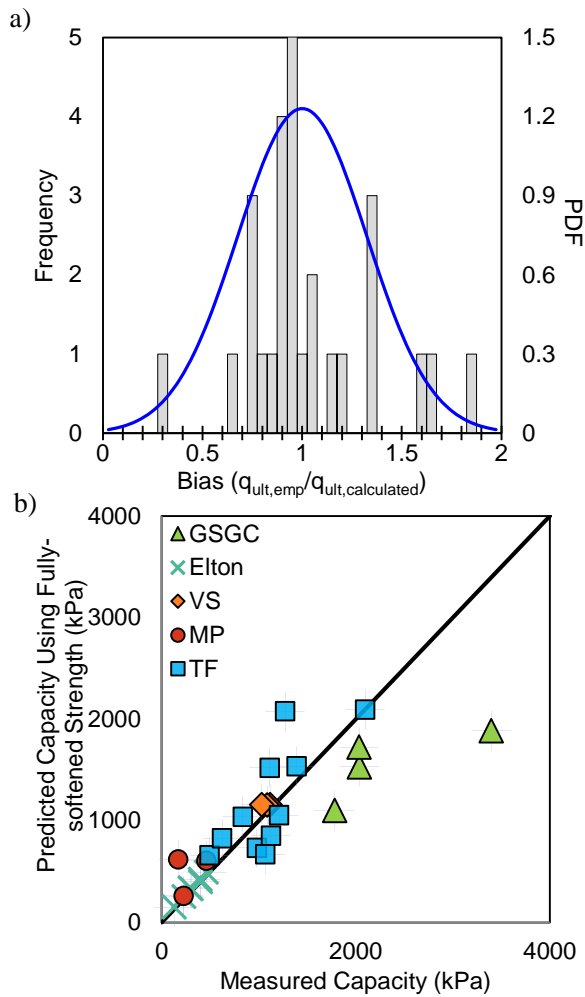 a)
5
4
3
2
1
0
Frequency
1.5
1.2
0.9
0.6
0.3
0
PDF
0 0.5 1 1.5 2
Bias (qult,emp/qult,calculated)
b)
4000
3000
2000
1000
0
Predicted Capacity Using Fully-
softened Strength (kPa)
GSGC
Elton
VS
MP
TF
0 2000 4000
Measured Capacity (kPa)